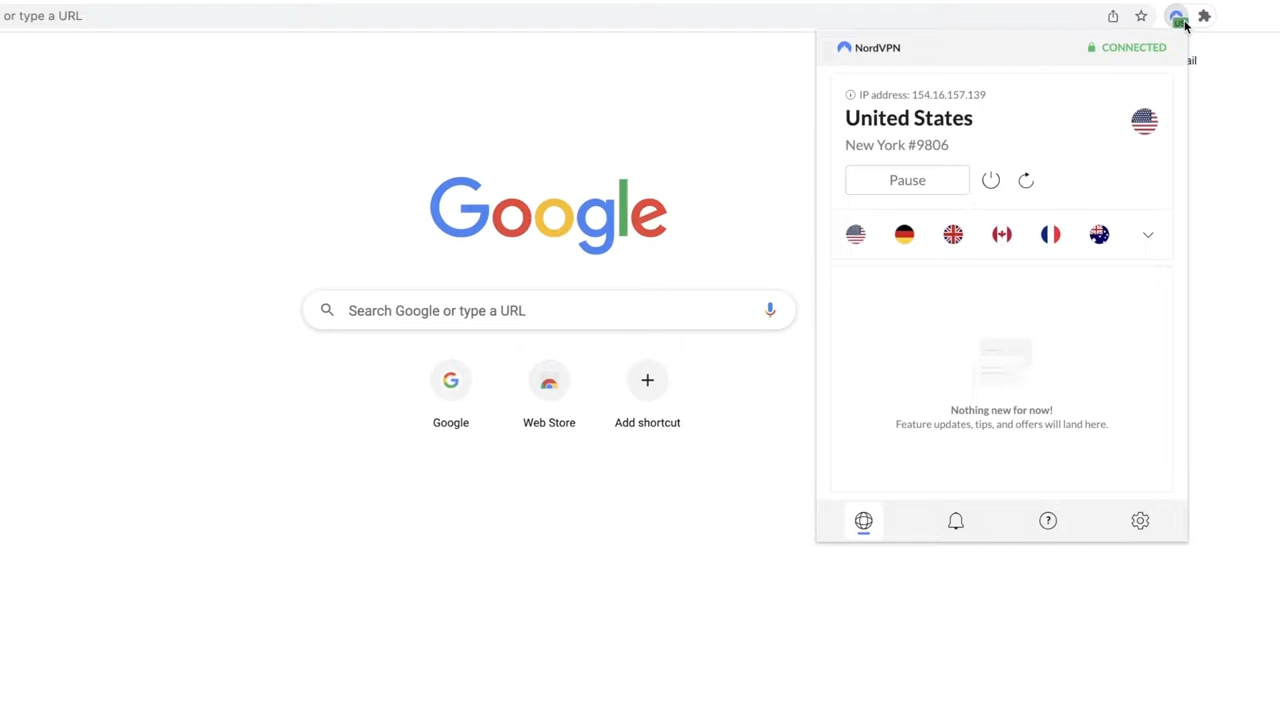 or type a URL
US
NordVPN
CONNECTED
ail
IP address: 154.16.157.139
United States
New York #9806
Pause
Google
Search Google or type a URL
Google
Web Store
Add shortcut
Nothing new for now!
Feature updates, tips, and offers will land here.